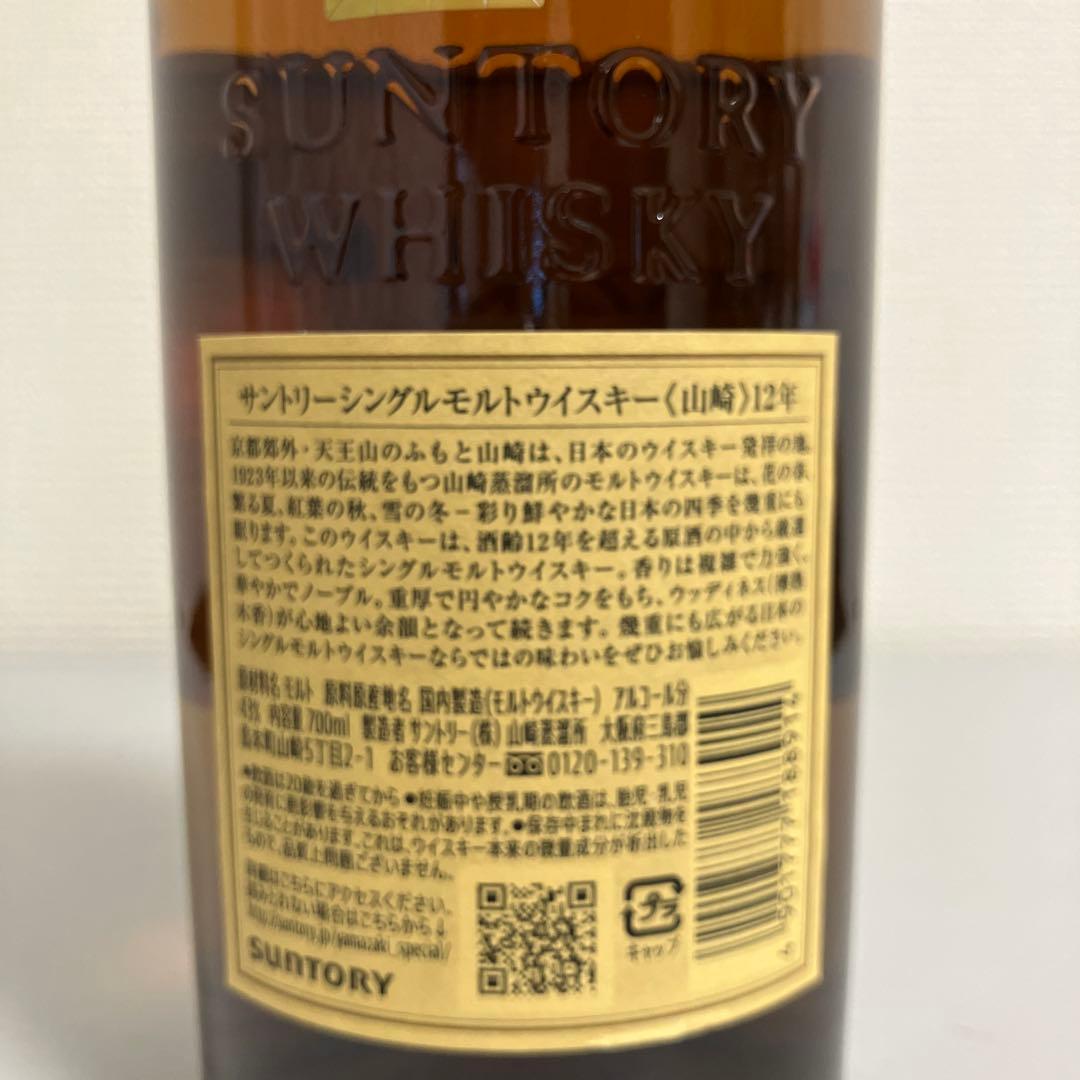 SUNTORY
WHISKY
サントリーシングルモルトウイスキー〈山崎〉12年
京都郊外・天王山のふもと山崎は、日本のウイスキー発祥の地。
1923年以来の伝統をもつ山崎蒸溜所のモルトウイスキーは、花の春、
繁る夏、紅葉の秋、雪の冬－彩り鮮やかな日本の四季を幾重にも
眠ります。このウイスキーは、酒齢12年を超える原酒の中から厳選
してつくられたシングルモルトウイスキー。香りは複雑で力強く、
華やかでノーブル。重厚で円やかなコクをもち、ウッディネス(樽熟
木香)が心地よい余韻となって続きます。幾重にも広がる日本の
シングルモルトウイスキーならではの味わいをぜひお愉しみください。
原材料名 モルト 原料原産地名 国内製造(モルトウイスキー) アルコール分
43% 内容量 700ml 製造者 サントリー(株) 山崎蒸溜所 大阪府三島郡
島本町山崎5丁目2-1 お客様センター 0120-139-310
●飲酒は20歳を過ぎてから ●妊娠中や授乳期の飲酒は、胎児・乳児
の発育に悪影響を与えるおそれがあります。●保存中まれに沈澱物を
生じることがあります。これは、ウイスキー本来の微量成分が析出した
もので、品質上問題ございません。
詳細はこちらにアクセスください。
読みとれない場合はこちらから↓
http://suntory.jp/yamazaki_special/
SUNTORY
プラ
キャップ